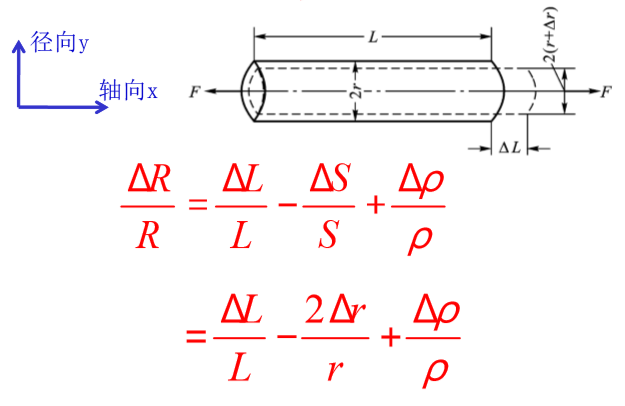 径向y
轴向x
L
F
2r
2(r+Δr)
F
ΔL
ΔR/R = ΔL/L − ΔS/S + Δρ/ρ
= ΔL/L − 2Δr/r + Δρ/ρ